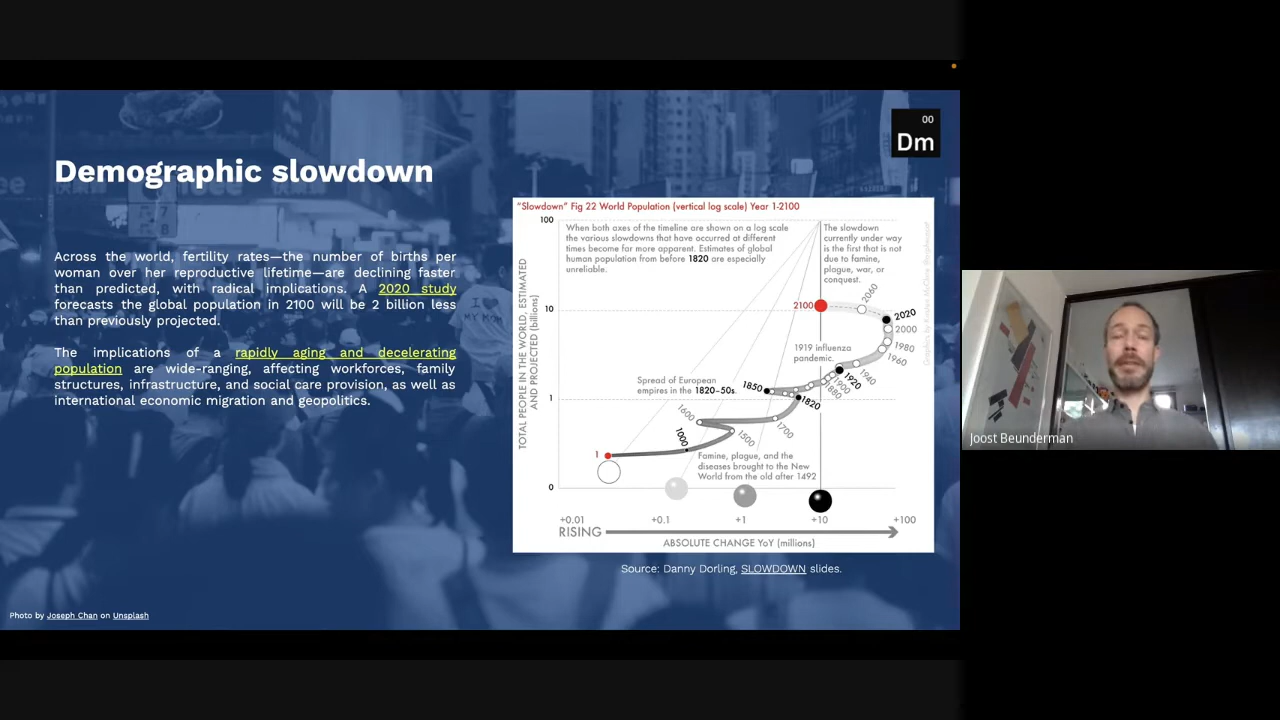 00
Dm
Demographic slowdown
Across the world, fertility rates—the number of births per
woman over her reproductive lifetime—are declining faster
than predicted, with radical implications. A 2020 study
forecasts the global population in 2100 will be 2 billion less
than previously projected.
The implications of a rapidly aging and decelerating
population are wide-ranging, affecting workforces, family
structures, infrastructure, and social care provision, as well as
international economic migration and geopolitics.
Photo by Joseph Chan on Unsplash
"Slowdown" Fig 22 World Population (vertical log scale) Year 1-2100
100
10
1
0
TOTAL PEOPLE IN THE WORLD, ESTIMATED
AND PROJECTED (billions)
When both axes of the timeline are shown on a log scale
the various slowdowns that have occurred at different
times become far more apparent. Estimates of global
human population from before 1820 are especially
unreliable.
The slowdown
currently under way
is the first that is not
due to famine,
plague, war, or
conquest.
2060
2100
2020
2000
1980
1960
1919 influenza
pandemic.
1940
1920
1900
1880
Spread of European
empires in the 1820–50s.
1850
1820
1600
1700
1500
1000
1
Famine, plague, and the
diseases brought to the New
World from the old after 1492
+0.01
+0.1
+1
+10
+100
RISING
ABSOLUTE CHANGE YoY (millions)
Source: Danny Dorling, SLOWDOWN slides.
Joost Beunderman